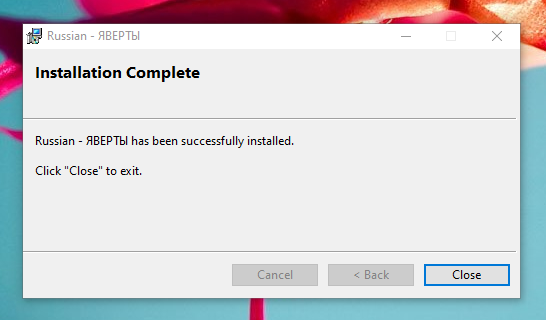 Russian - ЯВЕРТЫ
Installation Complete
Russian - ЯВЕРТЫ has been successfully installed.
Click "Close" to exit.
Cancel
< Back
Close